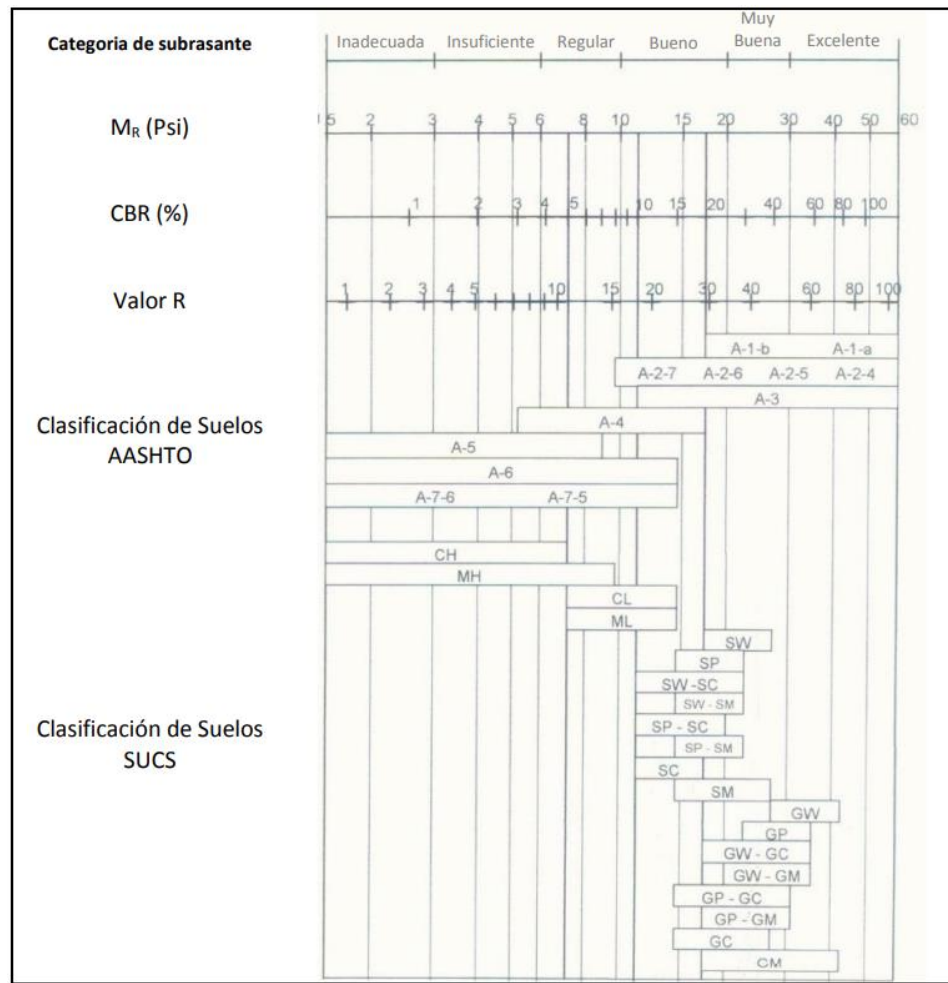 Categoria de subrasante
Inadecuada Insuficiente Regular Bueno Muy Buena Excelente
M_R (Psi)
5 2 3 4 5 6 8 10 15 20 30 40 50 60
CBR (%)
1 2 3 4 5 10 15 20 40 60 80 100
Valor R
1 2 3 4 5 10 15 20 30 40 60 80 100
A-1-b A-1-a
A-2-7 A-2-6 A-2-5 A-2-4
A-3
Clasificación de Suelos
AASHTO
A-4
A-5
A-6
A-7-6 A-7-5
CH
MH
CL
ML
SW
SP
SW -SC
SW - SM
Clasificación de Suelos
SUCS
SP - SC
SP - SM
SC
SM
GW
GP
GW - GC
GW - GM
GP - GC
GP - GM
GC
CM